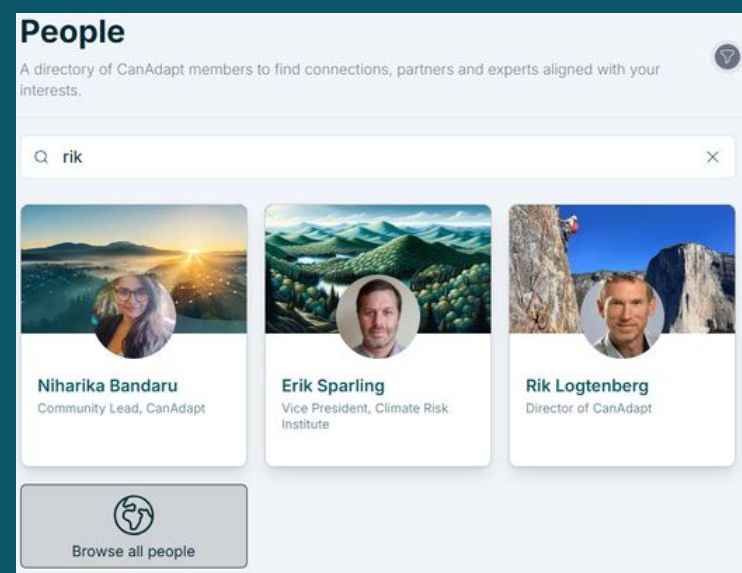 People
A directory of CanAdapt members to find connections, partners and experts aligned with your
interests.
rik
Niharika Bandaru
Community Lead, CanAdapt
Erik Sparling
Vice President, Climate Risk
Institute
Rik Logtenberg
Director of CanAdapt
Browse all people